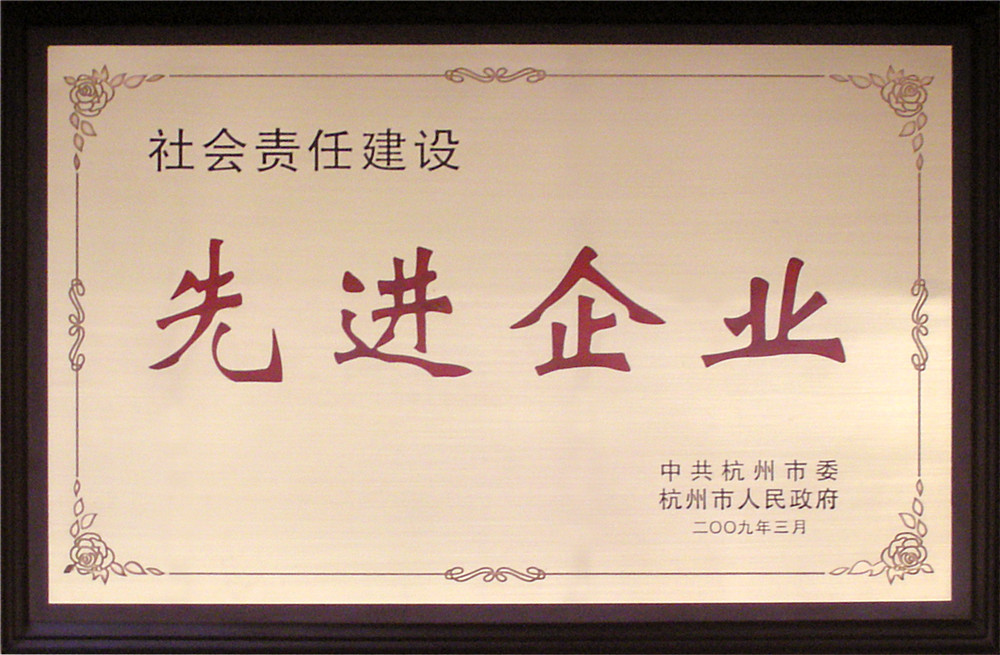 社会责任建设
先进企业
中共杭州市委
杭州市人民政府
二〇〇九年三月